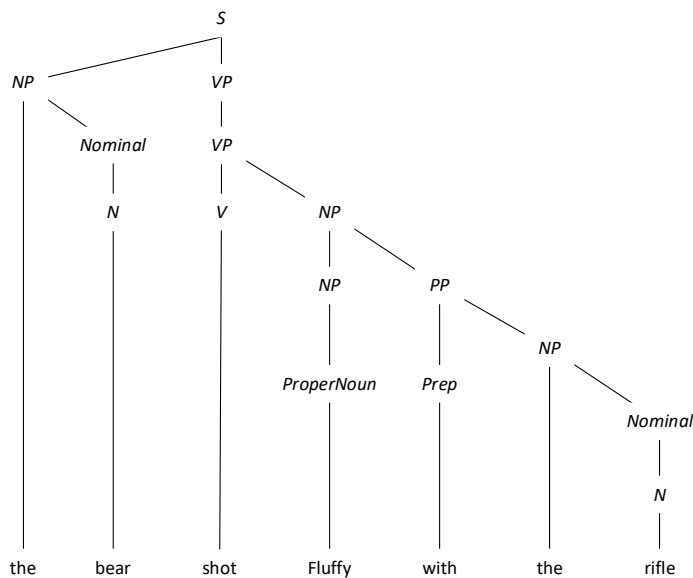 S
NP VP
Nominal VP
N V NP
NP PP
NP
ProperNoun Prep
Nominal
N
the bear shot Fluffy with the rifle